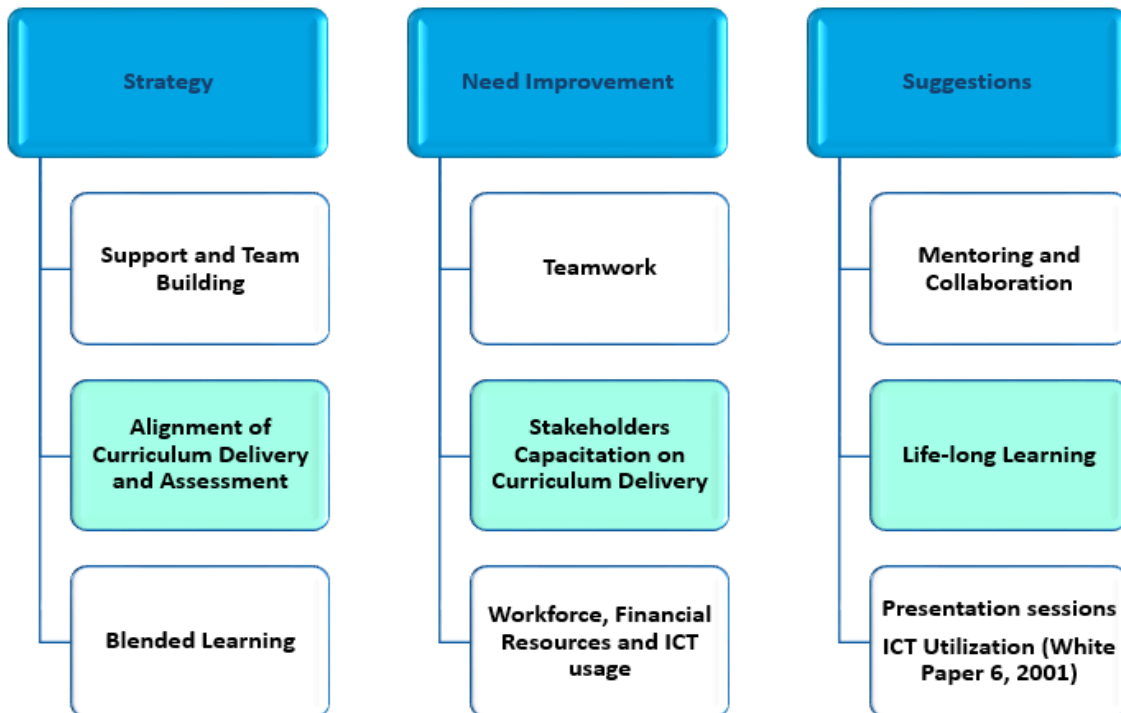 Strategy
Support and Team
Building
Alignment of
Curriculum Delivery
and Assessment
Blended Learning
Need Improvement
Teamwork
Stakeholders
Capacitation on
Curriculum Delivery
Workforce, Financial
Resources and ICT
usage
Suggestions
Mentoring and
Collaboration
Life-long Learning
Presentation sessions
ICT Utilization (White
Paper 6, 2001)